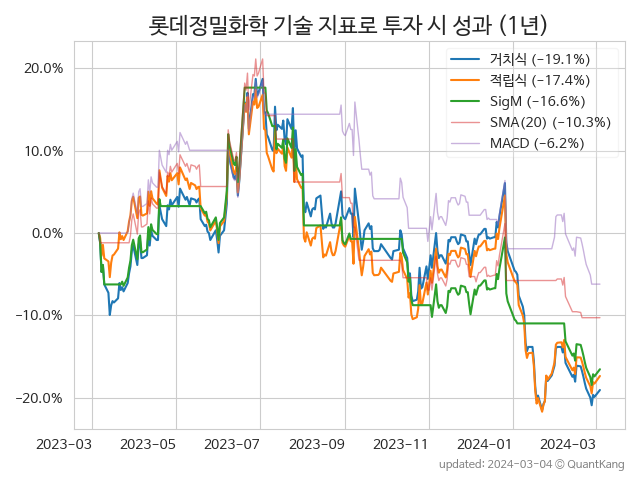 롯데정밀화학 기술 지표로 투자 시 성과 (1년)
거치식 (−19.1%)
적립식 (−17.4%)
SigM (−16.6%)
SMA(20) (−10.3%)
MACD (−6.2%)
20.0%
10.0%
0.0%
−10.0%
−20.0%
2023-03 2023-05 2023-07 2023-09 2023-11 2024-01 2024-03
updated: 2024-03-04 © QuantKang